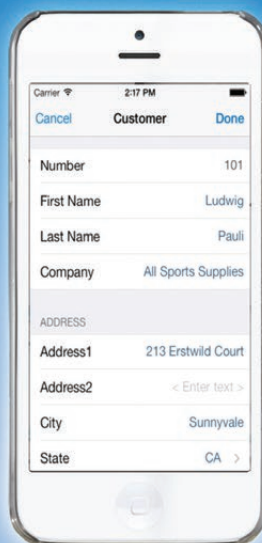 Carrier 2:17 PM
Cancel Customer Done
Number 101
First Name Ludwig
Last Name Pauli
Company All Sports Supplies
ADDRESS
Address1 213 Erstwild Court
Address2 < Enter text >
City Sunnyvale
State CA >